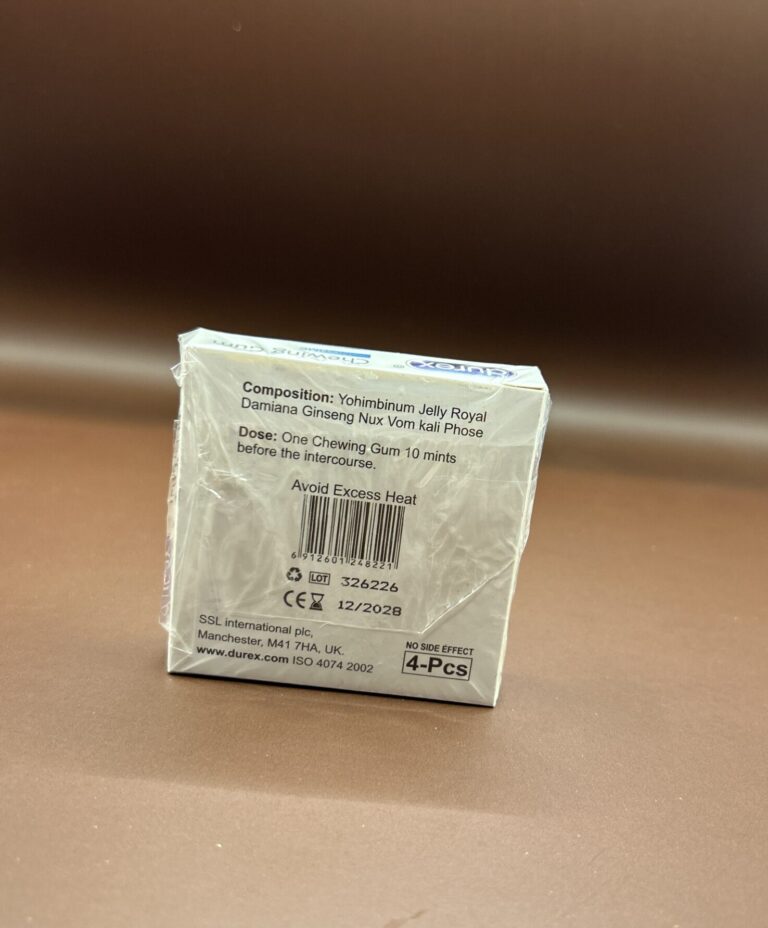 Chewing Gum
durex®
Composition: Yohimbinum Jelly Royal
Damiana Ginseng Nux Vom kali Phose
Dose: One Chewing Gum 10 mints
before the intercourse.
Avoid Excess Heat
6 912601 248221
LOT 326226
CE 12/2028
SSL international plc,
Manchester, M41 7HA, UK.
www.durex.com ISO 4074 2002
NO SIDE EFFECT
4-Pcs